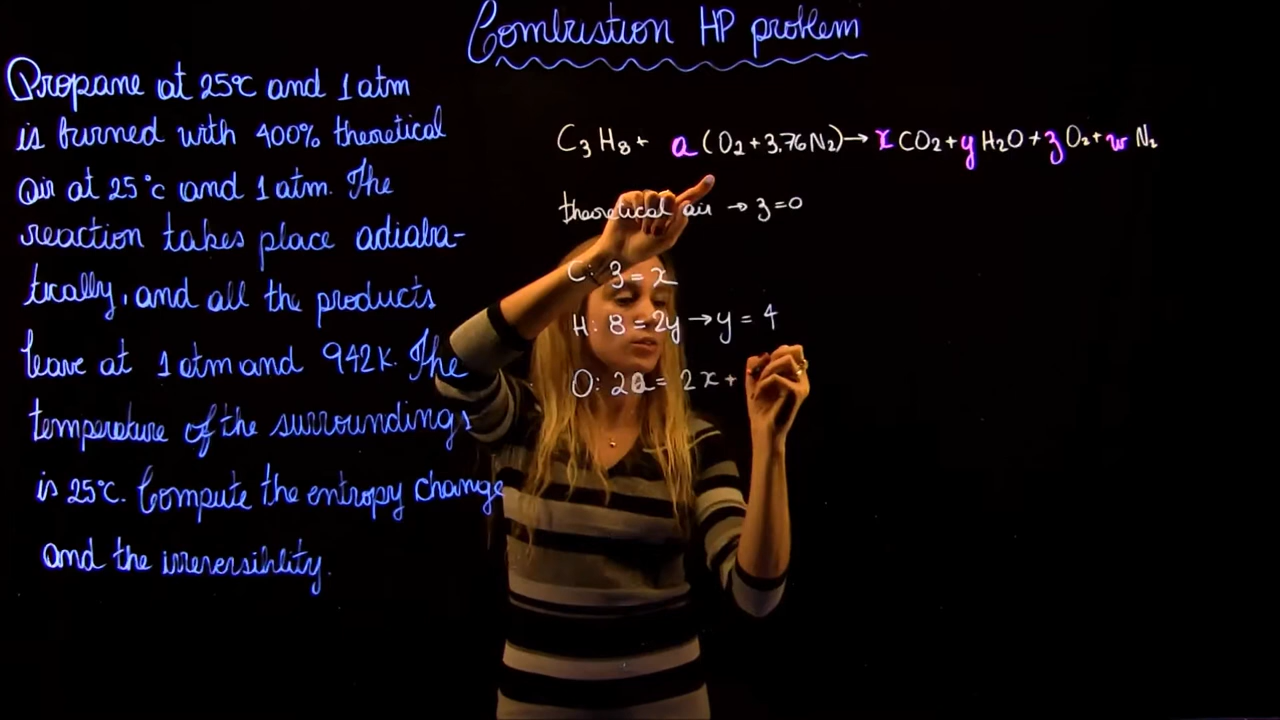 Combustion HP problem
Propane at 25°C and 1 atm
is burned with 400% theoretical
air at 25°C and 1 atm. The
reaction takes place adiaba-
tically, and all the products
leave at 1 atm and 942K. The
temperature of the surroundings
is 25°C. Compute the entropy change
and the irreversibility.
C₃H₈ + a (O₂ + 3.76 N₂) → x CO₂ + y H₂O + z O₂ + w N₂
theoretical air → z = 0
C: 3 = x
H: 8 = 2y → y = 4
O: 2a = 2x +